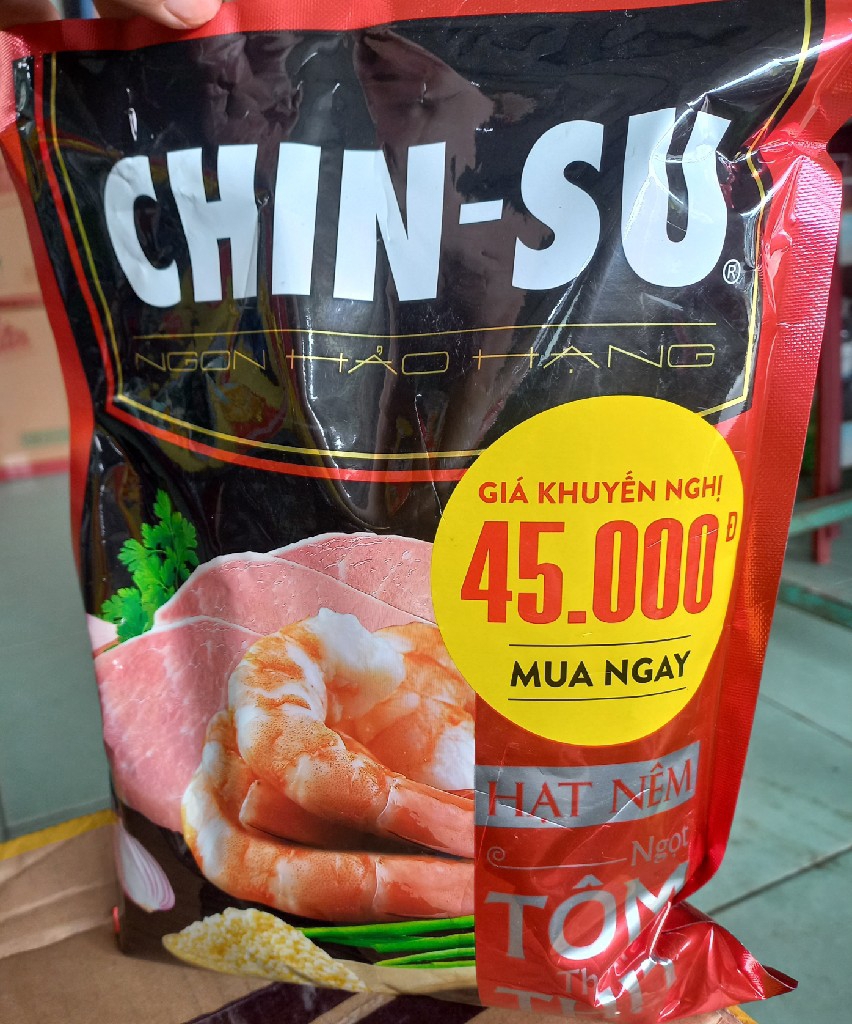 CHIN-SU®
NGON HẢO HẠNG
GIÁ KHUYẾN NGHỊ
45.000Đ
MUA NGAY
HẠT NÊM
Ngọt
TÔM